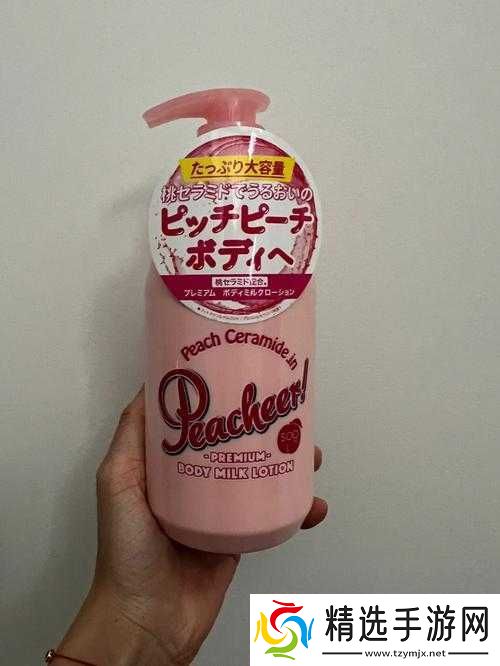 たっぷり大容量
桃セラミドでうるおいの
ピッチピーチ
ボディへ
桃セラミド配合。
プレミアム ボディミルクローション
Peach Ceramide in
Peacheer!
-PREMIUM-
BODY MILK LOTION
精选手游网
www.tzymjx.net